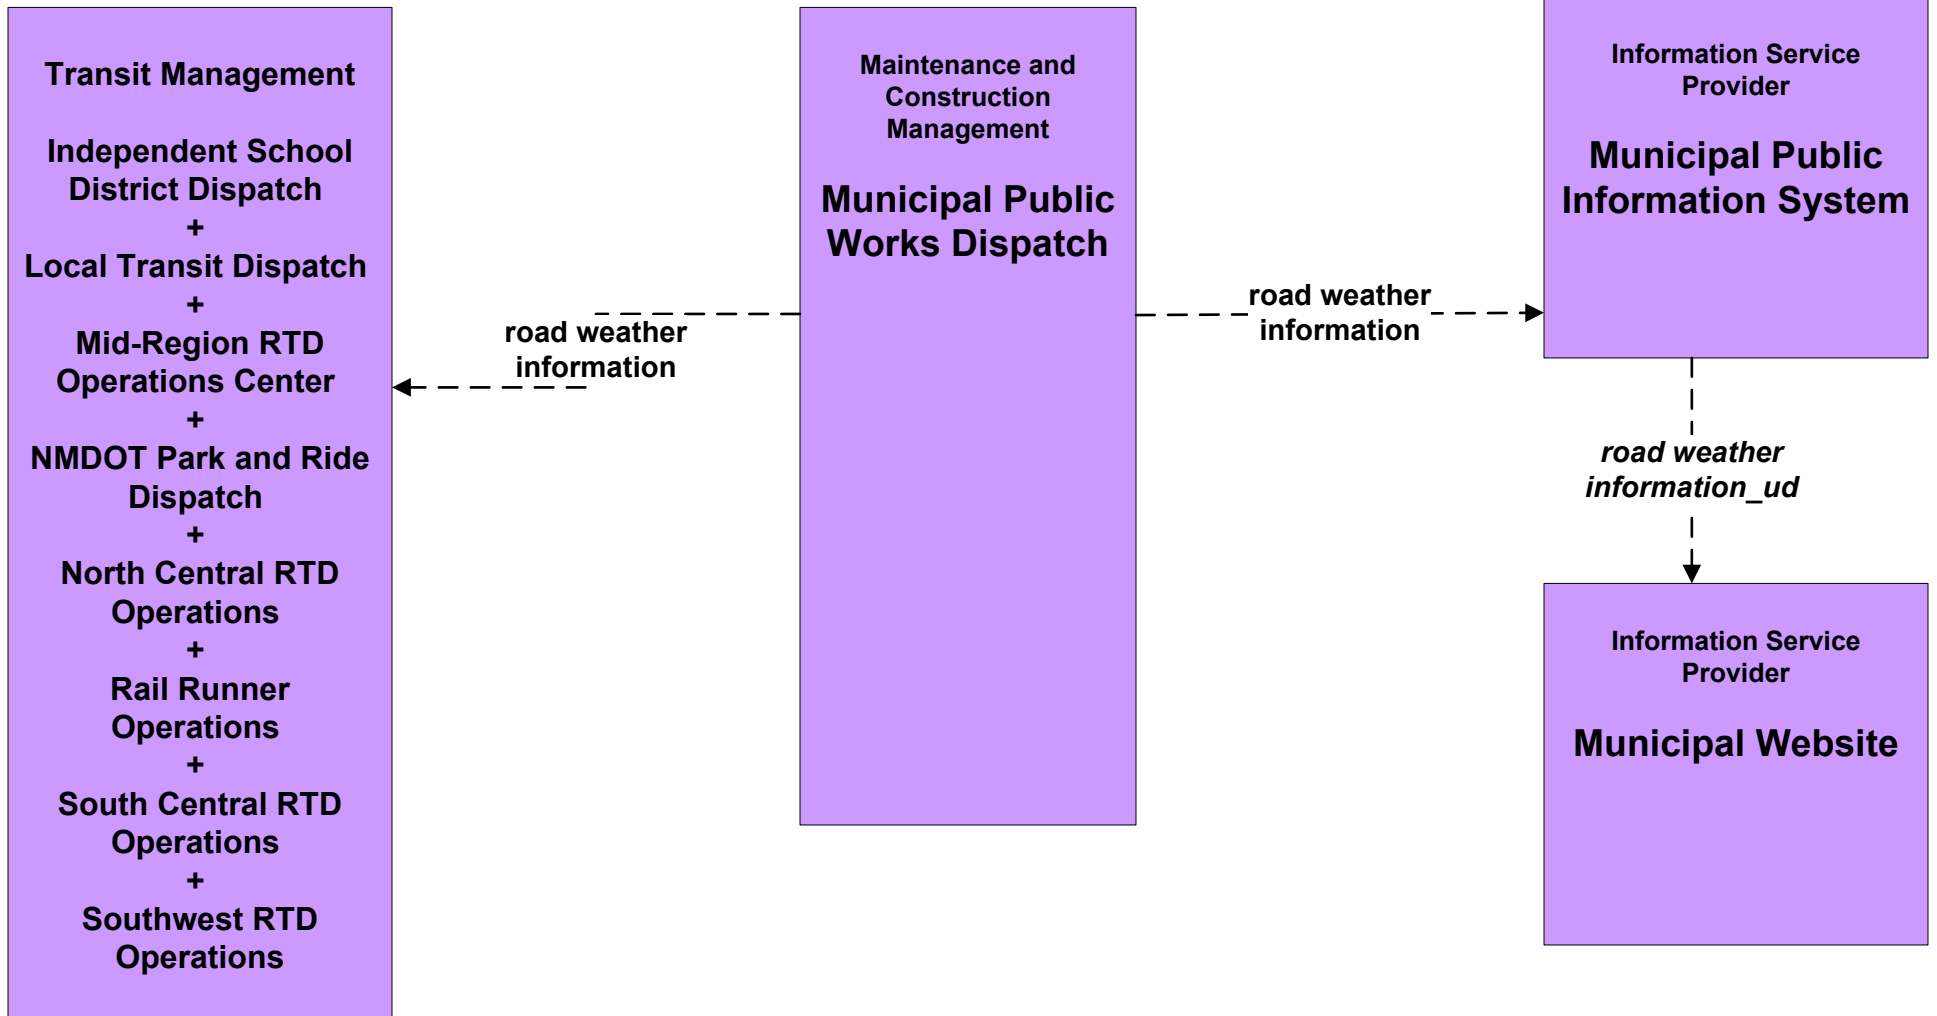 Transit Management
Independent School
District Dispatch
+
Local Transit Dispatch
+
Mid-Region RTD
Operations Center
+
NMDOT Park and Ride
Dispatch
+
North Central RTD
Operations
+
Rail Runner
Operations
+
South Central RTD
Operations
+
Southwest RTD
Operations
road weather
information
Maintenance and
Construction
Management
Municipal Public
Works Dispatch
road weather
information
Information Service
Provider
Municipal Public
Information System
road weather
information_ud
Information Service
Provider
Municipal Website